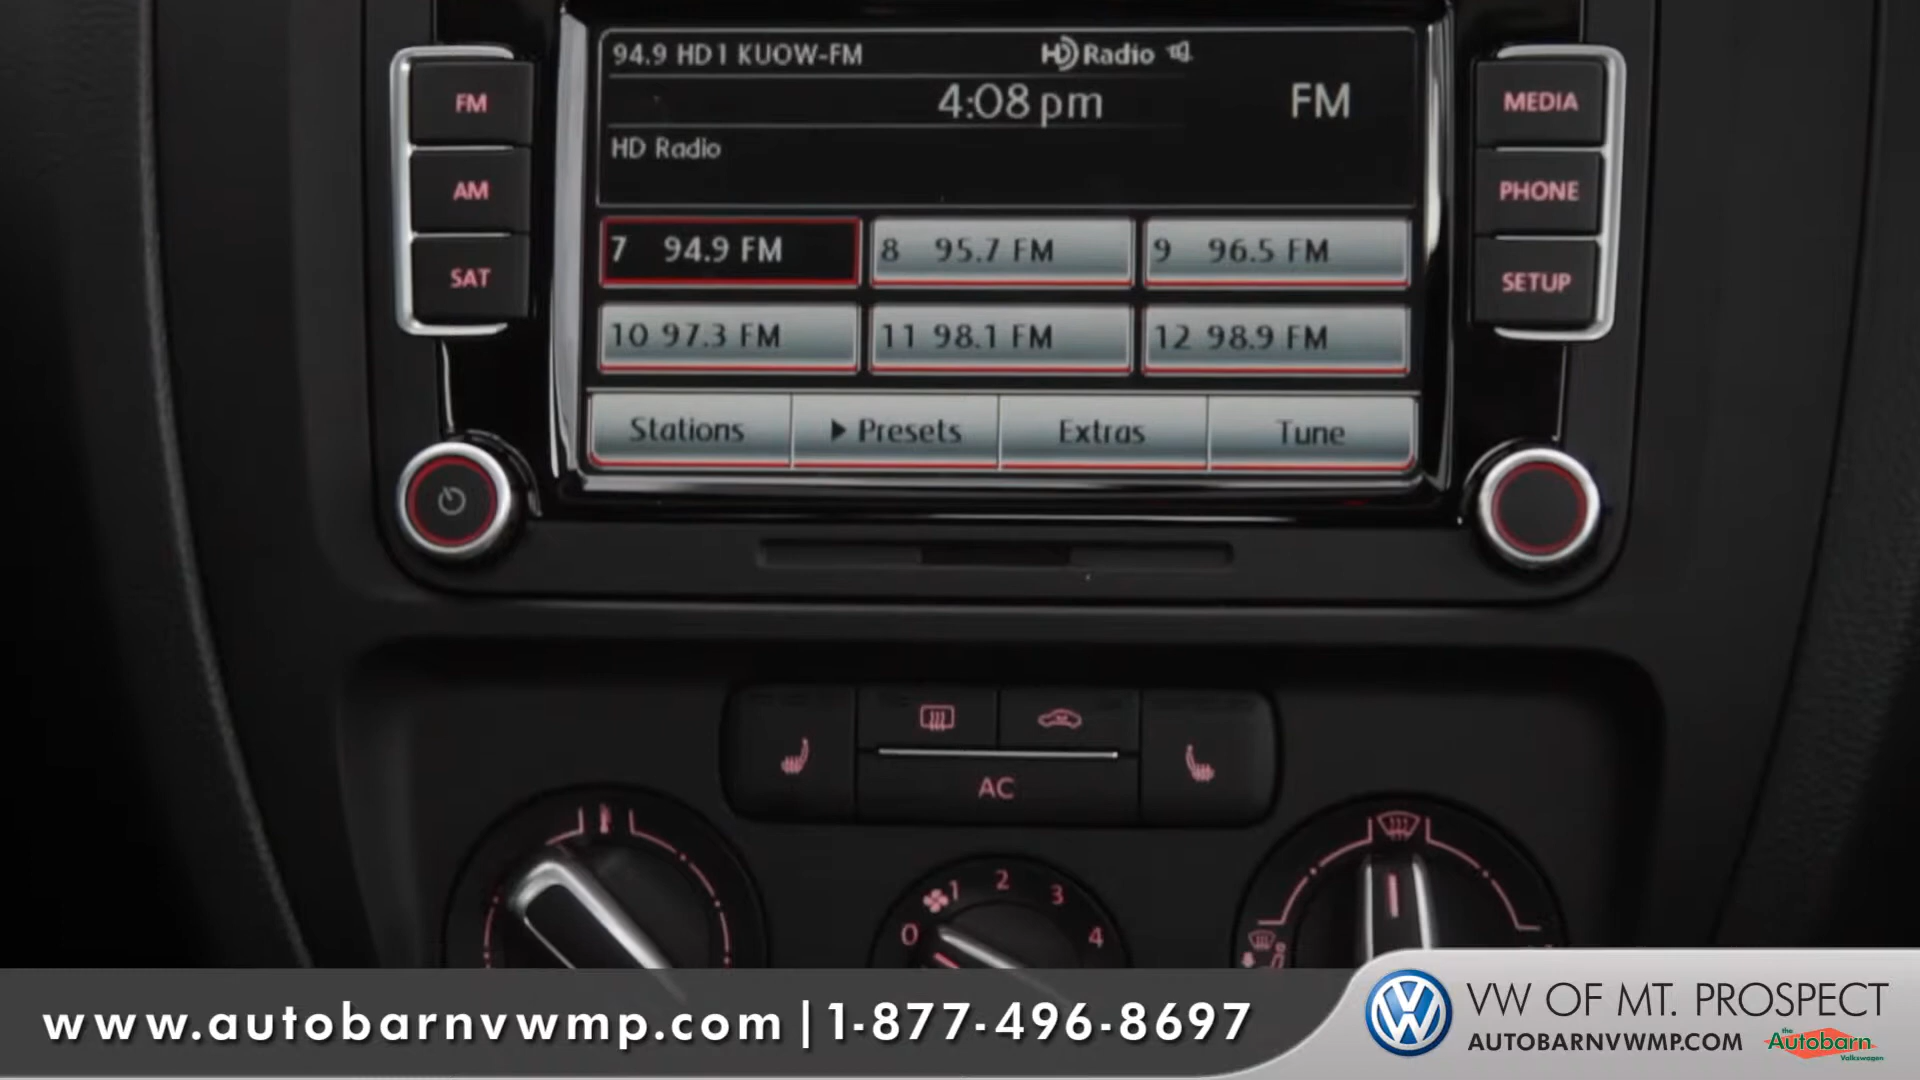 94.9 HD1 KUOW-FM HD Radio
4:08 pm FM
HD Radio
FM
AM
SAT
MEDIA
PHONE
SETUP
7 94.9 FM 8 95.7 FM 9 96.5 FM
10 97.3 FM 11 98.1 FM 12 98.9 FM
Stations Presets Extras Tune
AC
0 1 2 3 4
www.autobarnvwmp.com | 1-877-496-8697
VW OF MT. PROSPECT
AUTOBARNVWMP.COM
the
Autobarn
Volkswagen